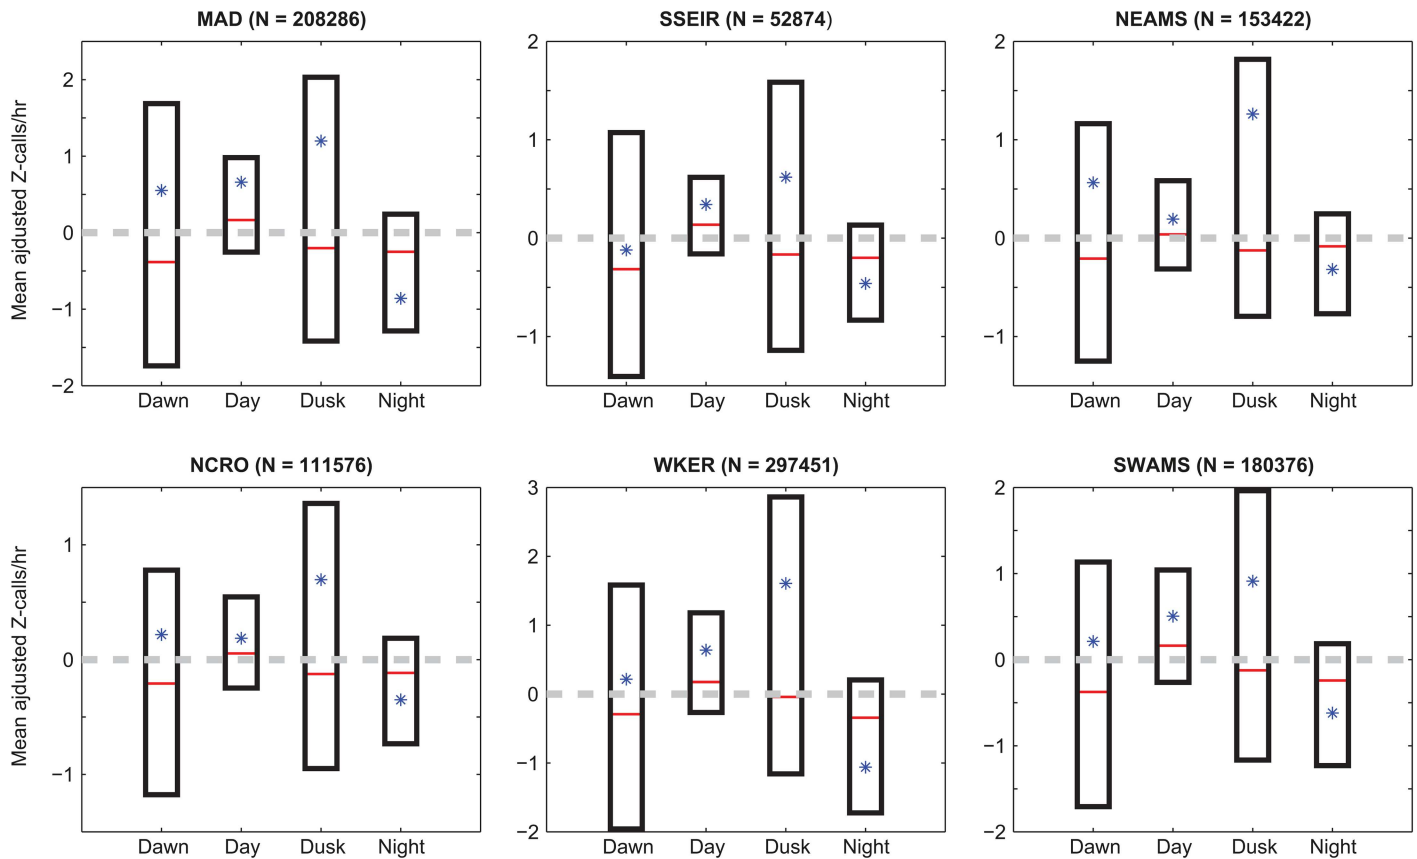 MAD (N = 208286)
SSEIR (N = 52874)
NEAMS (N = 153422)
Mean ajdusted Z-calls/hr
2
1
0
−1
−2
Dawn Day Dusk Night
2
1
0
−1
Dawn Day Dusk Night
2
1
0
−1
Dawn Day Dusk Night
NCRO (N = 111576)
WKER (N = 297451)
SWAMS (N = 180376)
Mean ajdusted Z-calls/hr
1
0
−1
Dawn Day Dusk Night
3
2
1
0
−1
−2
Dawn Day Dusk Night
2
1
0
−1
−2
Dawn Day Dusk Night